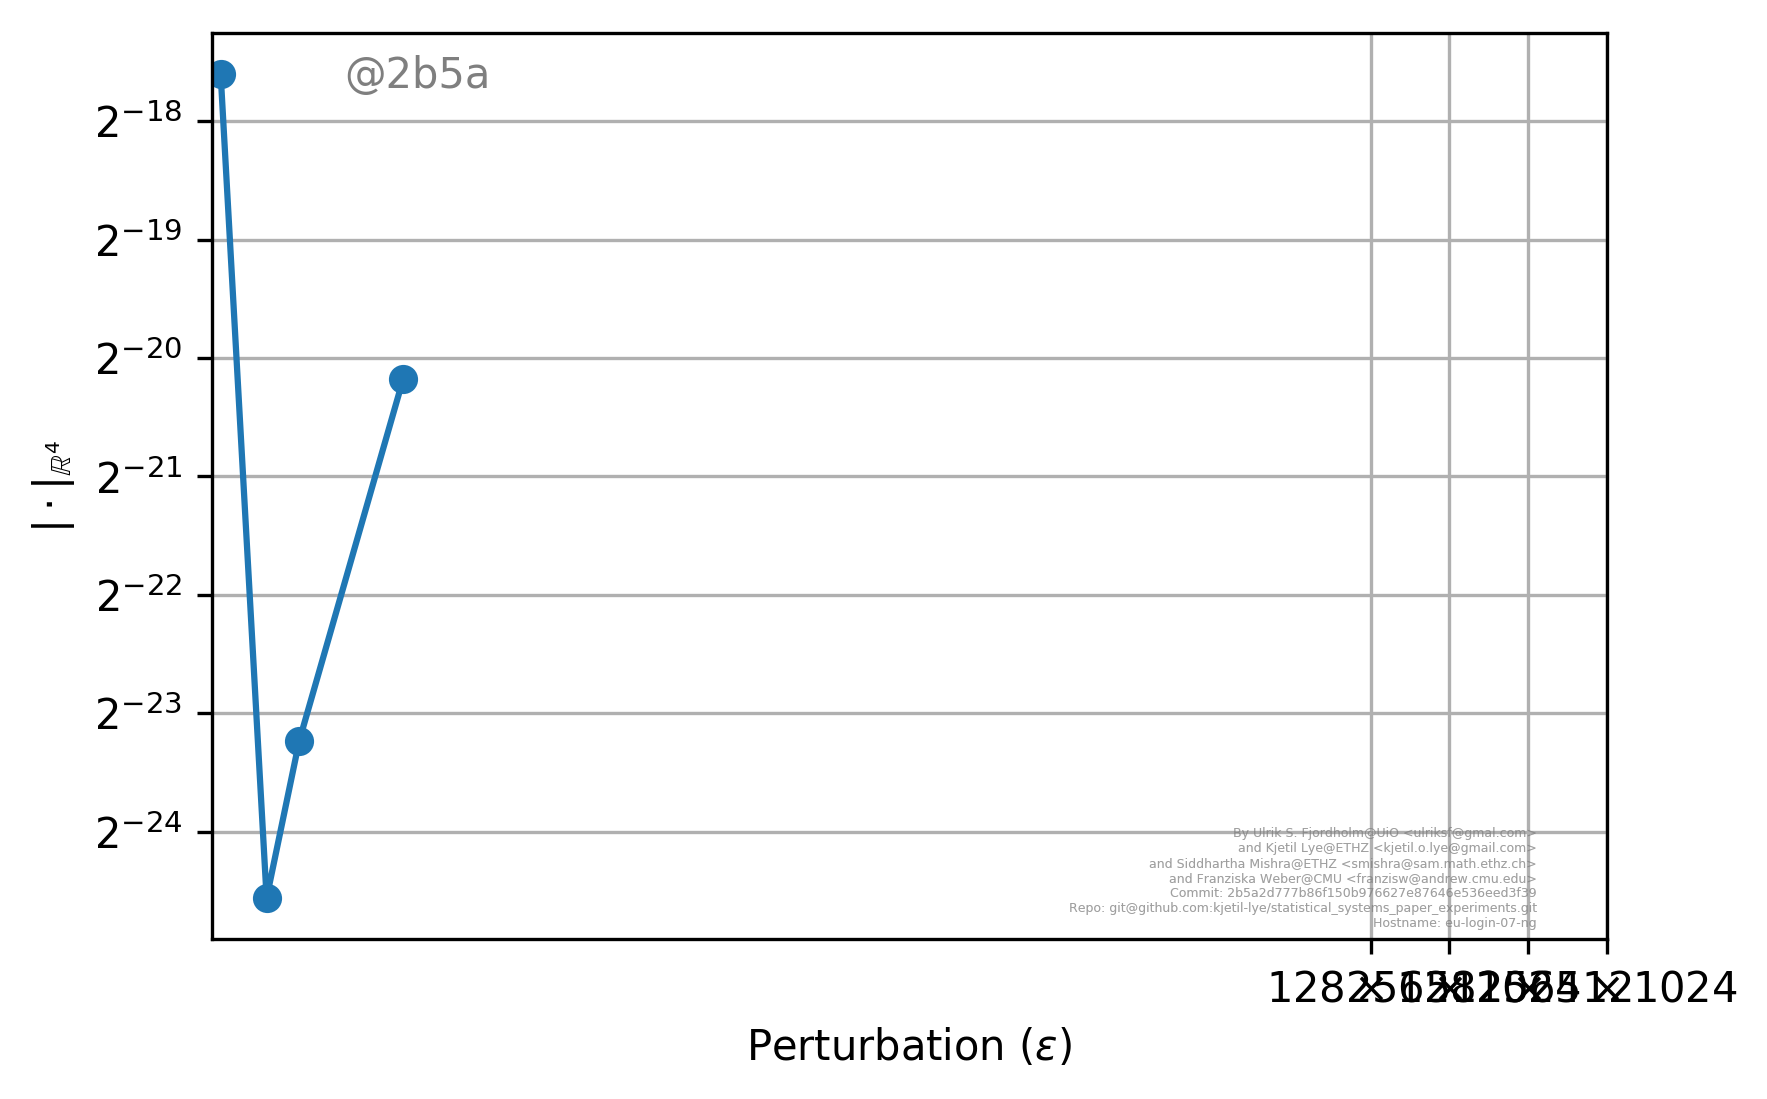 @2b5a
2−18
2−19
2−20
2−21
2−22
2−23
2−24
|·|ℝ4
By Ulrik S. Fjordholm@UiO <ulriksf@gmal.com>
and Kjetil Lye@ETHZ <kjetil.o.lye@gmail.com>
and Siddhartha Mishra@ETHZ <smishra@sam.math.ethz.ch>
and Franziska Weber@CMU <franzisw@andrew.cmu.edu>
Commit: 2b5a2d777b86f150b976627e87646e536eed3f39
Repo: git@github.com:kjetil-lye/statistical_systems_paper_experiments.git
Hostname: eu-login-07-ng
Perturbation (ε)